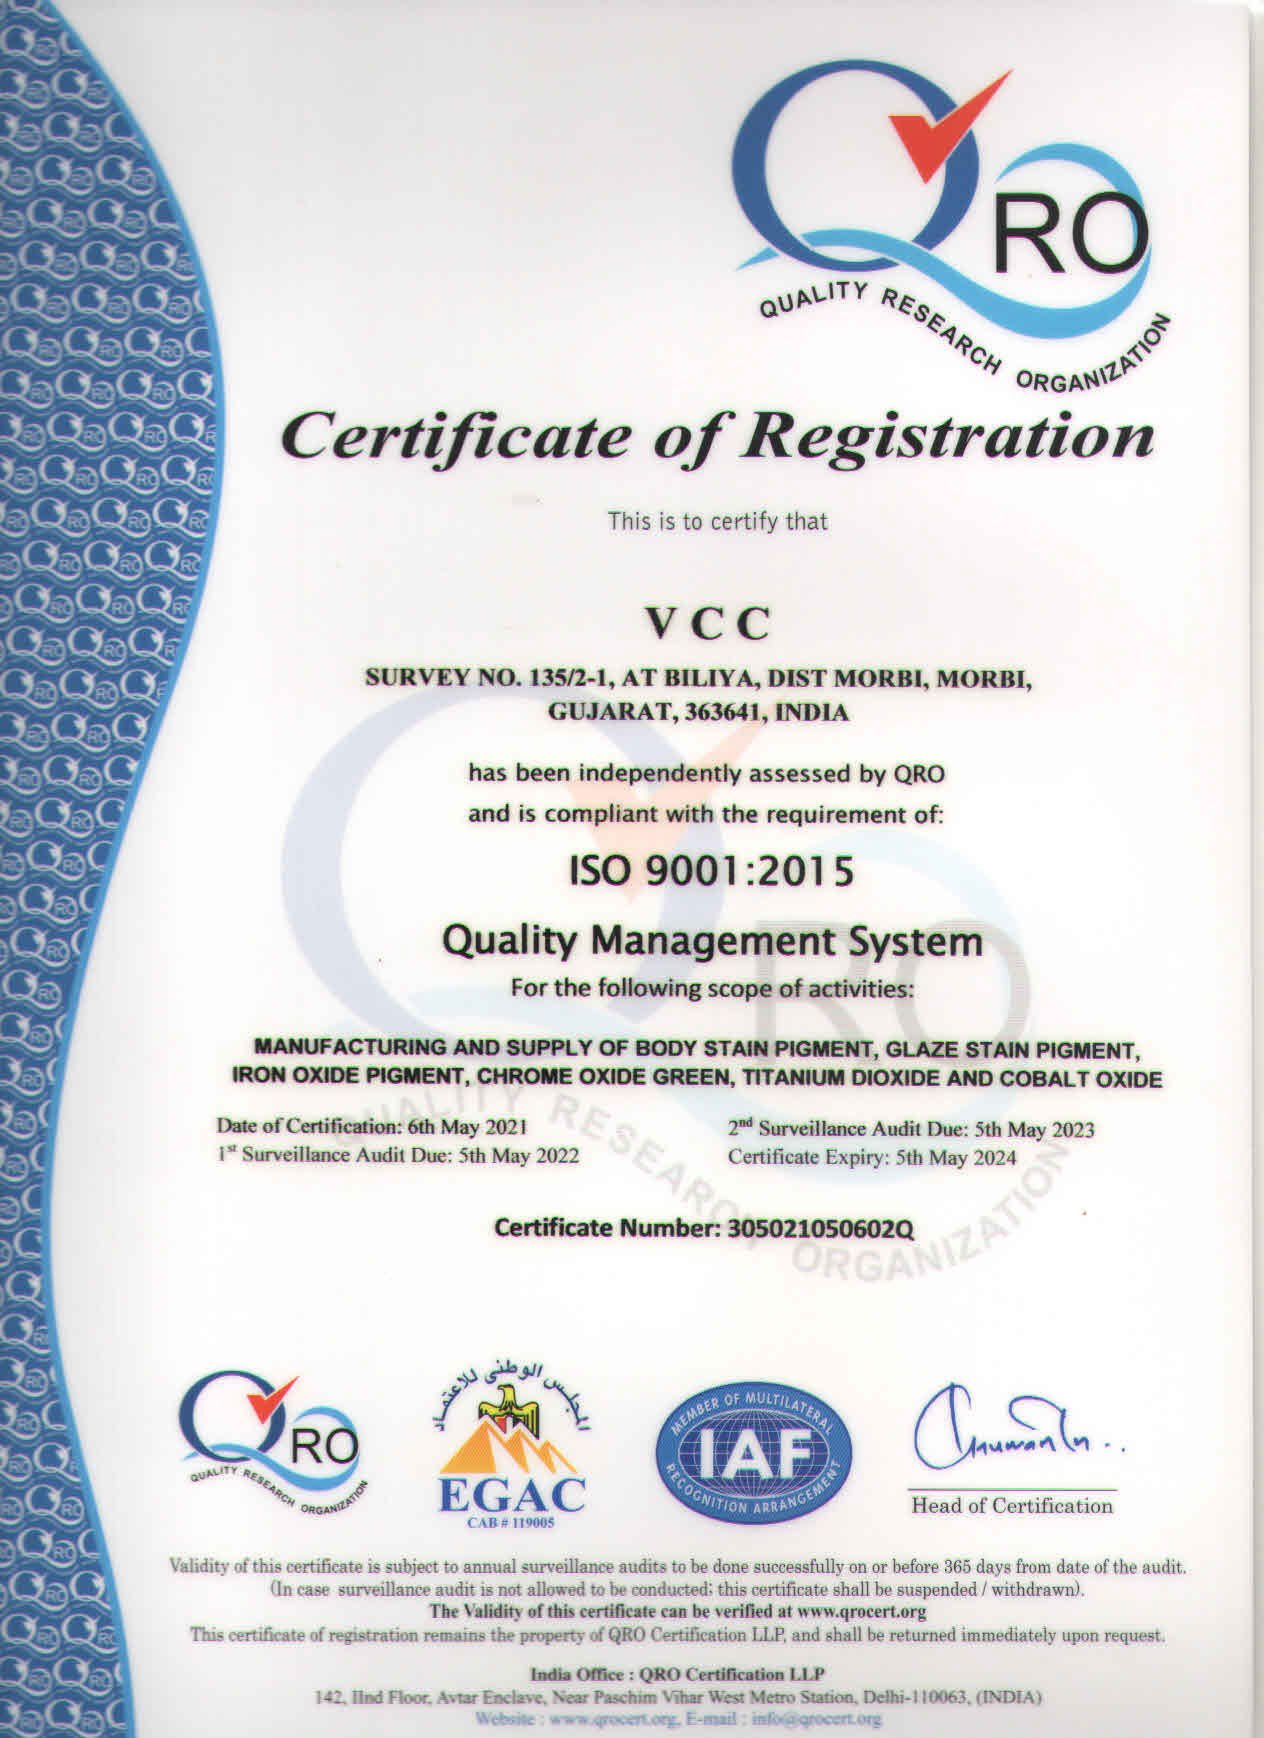 QRO
QUALITY RESEARCH ORGANIZATION
Certificate of Registration
This is to certify that
V C C
SURVEY NO. 135/2-1, AT BILIYA, DIST MORBI, MORBI,
GUJARAT, 363641, INDIA
has been independently assessed by QRO
and is compliant with the requirement of:
ISO 9001:2015
Quality Management System
For the following scope of activities:
MANUFACTURING AND SUPPLY OF BODY STAIN PIGMENT, GLAZE STAIN PIGMENT,
IRON OXIDE PIGMENT, CHROME OXIDE GREEN, TITANIUM DIOXIDE AND COBALT OXIDE
Date of Certification: 6th May 2021
1st Surveillance Audit Due: 5th May 2022
2nd Surveillance Audit Due: 5th May 2023
Certificate Expiry: 5th May 2024
Certificate Number: 305021050602Q
QRO
QUALITY RESEARCH ORGANIZATION
المجلس الوطنى للاعتماد
EGAC
CAB # 119005
MEMBER OF MULTILATERAL
IAF
RECOGNITION ARRANGEMENT
Head of Certification
Validity of this certificate is subject to annual surveillance audits to be done successfully on or before 365 days from date of the audit.
(In case surveillance audit is not allowed to be conducted; this certificate shall be suspended / withdrawn).
The Validity of this certificate can be verified at www.qrocert.org
This certificate of registration remains the property of QRO Certification LLP, and shall be returned immediately upon request.
India Office : QRO Certification LLP
142, IInd Floor, Avtar Enclave, Near Paschim Vihar West Metro Station, Delhi-110063, (INDIA)
Website : www.qrocert.org, E-mail : info@qrocert.org